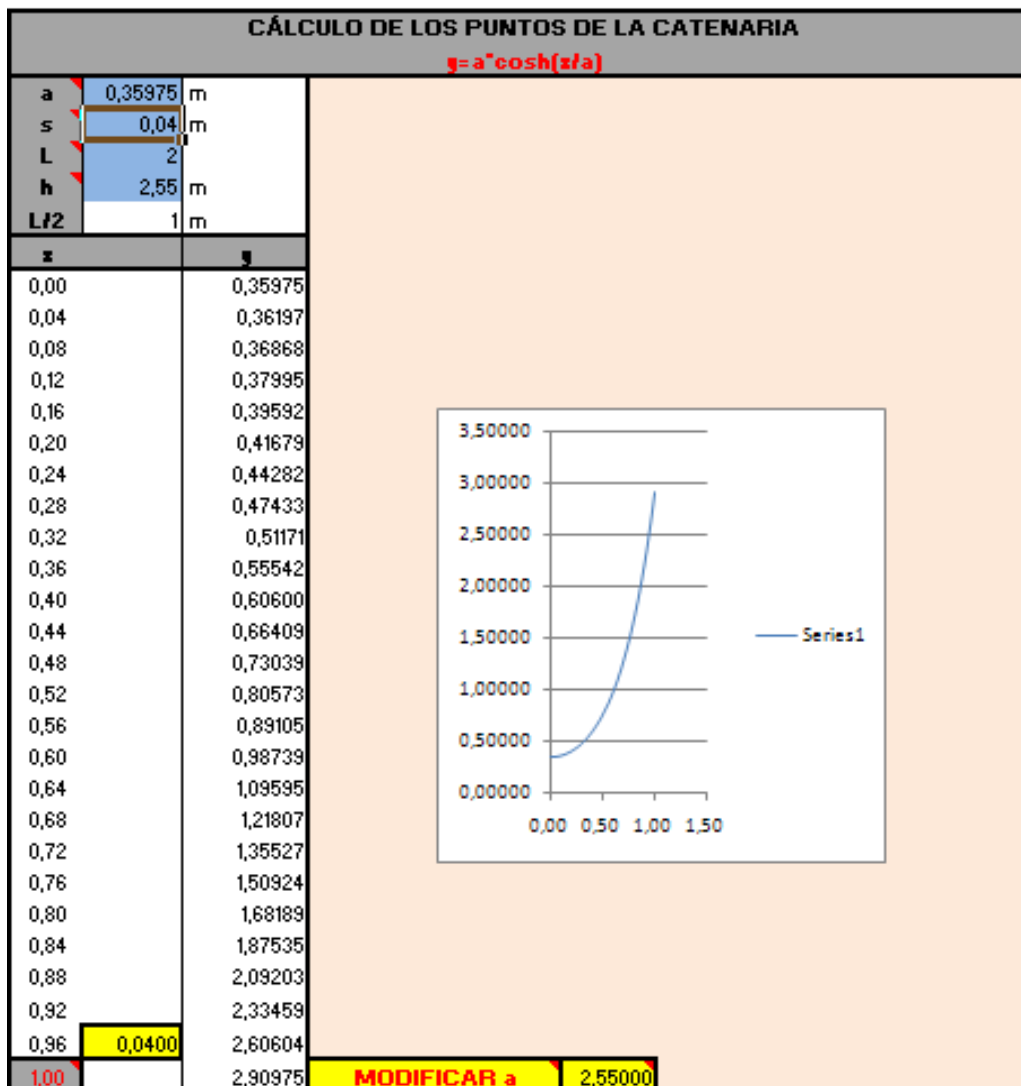 CÁLCULO DE LOS PUNTOS DE LA CATENARIA
y=a*cosh(x/a)
a 0,35975 m
s 0,04 m
L 2
h 2,55 m
L/2 1 m
x y
0,00 0,35975
0,04 0,36197
0,08 0,36868
0,12 0,37995
0,16 0,39592
0,20 0,41679
0,24 0,44282
0,28 0,47433
0,32 0,51171
0,36 0,55542
0,40 0,60600
0,44 0,66409
0,48 0,73039
0,52 0,80573
0,56 0,89105
0,60 0,98739
0,64 1,09595
0,68 1,21807
0,72 1,35527
0,76 1,50924
0,80 1,68189
0,84 1,87535
0,88 2,09203
0,92 2,33459
0,96 0,0400 2,60604
1,00 2,90975 MODIFICAR a 2,55000
3,50000
3,00000
2,50000
2,00000
1,50000
1,00000
0,50000
0,00000
0,00 0,50 1,00 1,50
Series1